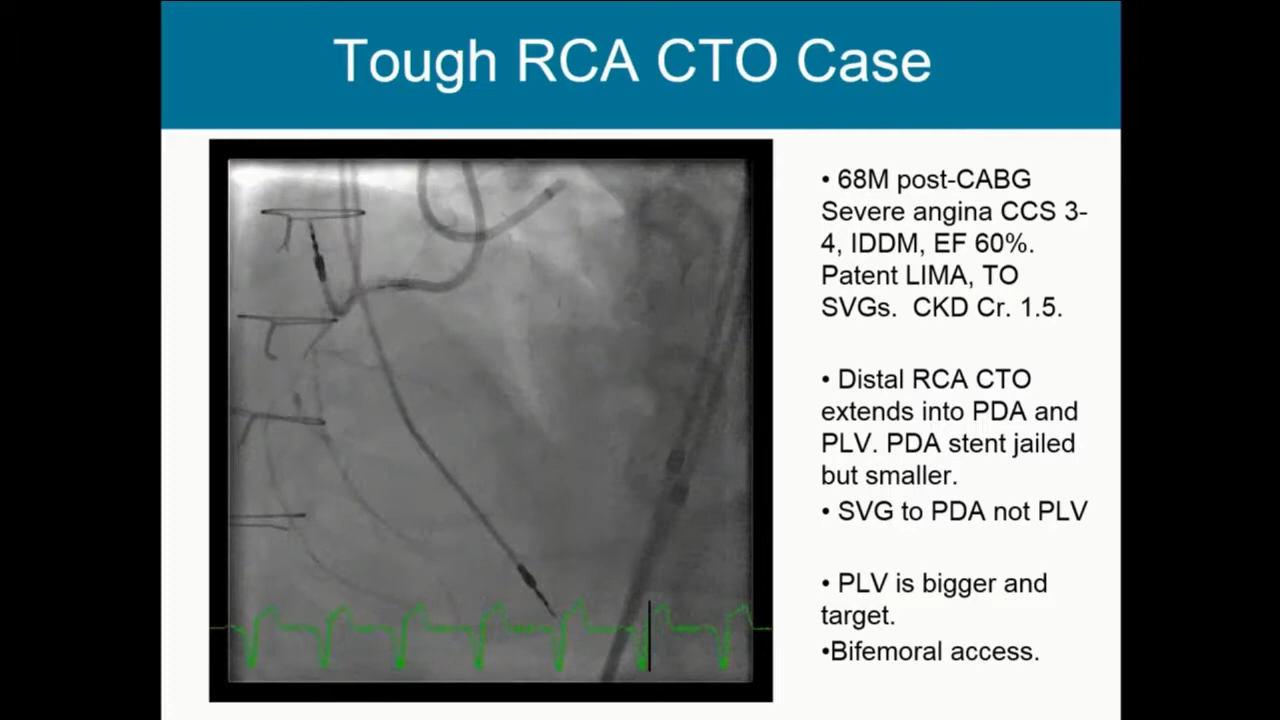 Tough RCA CTO Case
• 68M post-CABG
Severe angina CCS 3-
4, IDDM, EF 60%.
Patent LIMA, TO
SVGs.  CKD Cr. 1.5.
• Distal RCA CTO
extends into PDA and
PLV. PDA stent jailed
but smaller.
• SVG to PDA not PLV
• PLV is bigger and
target.
•Bifemoral access.